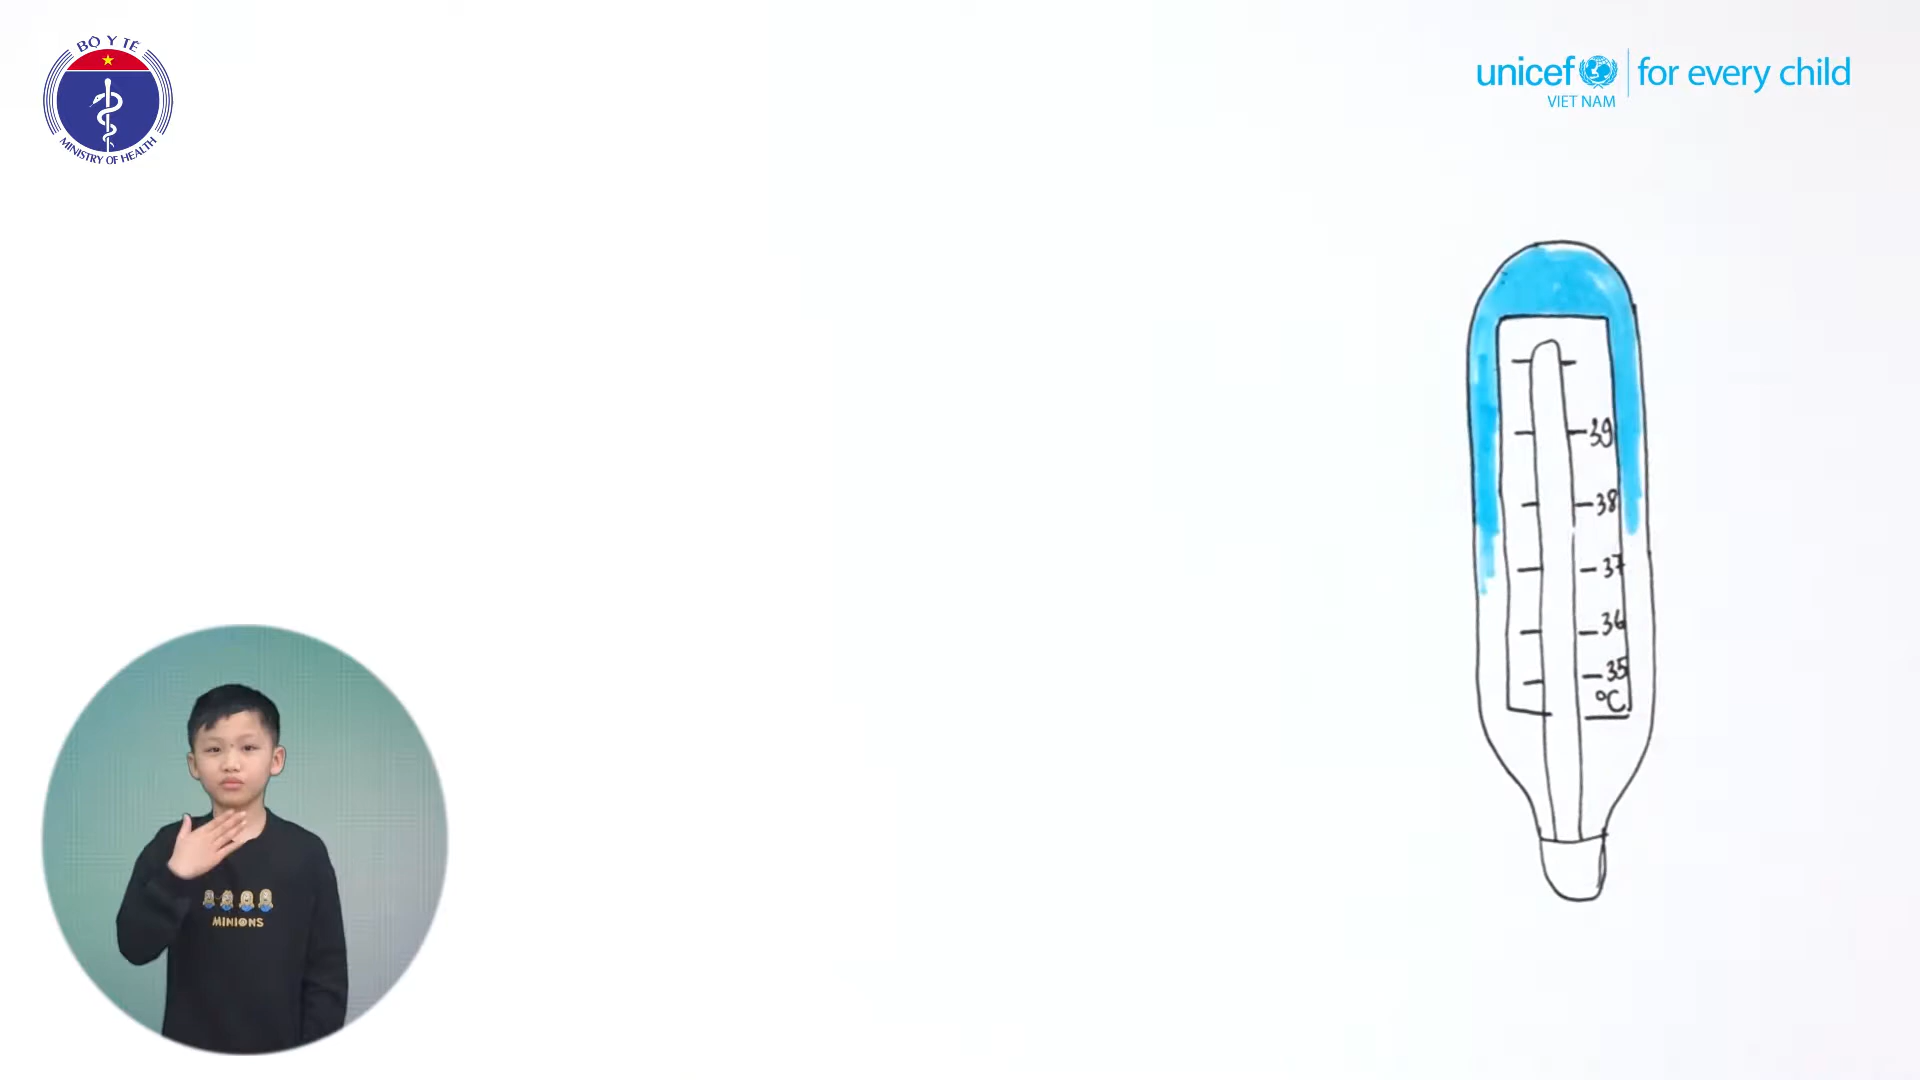 BỘ Y TẾ
MINISTRY OF HEALTH
unicef for every child
VIET NAM
39
38
37
36
35
°C
MINIONS